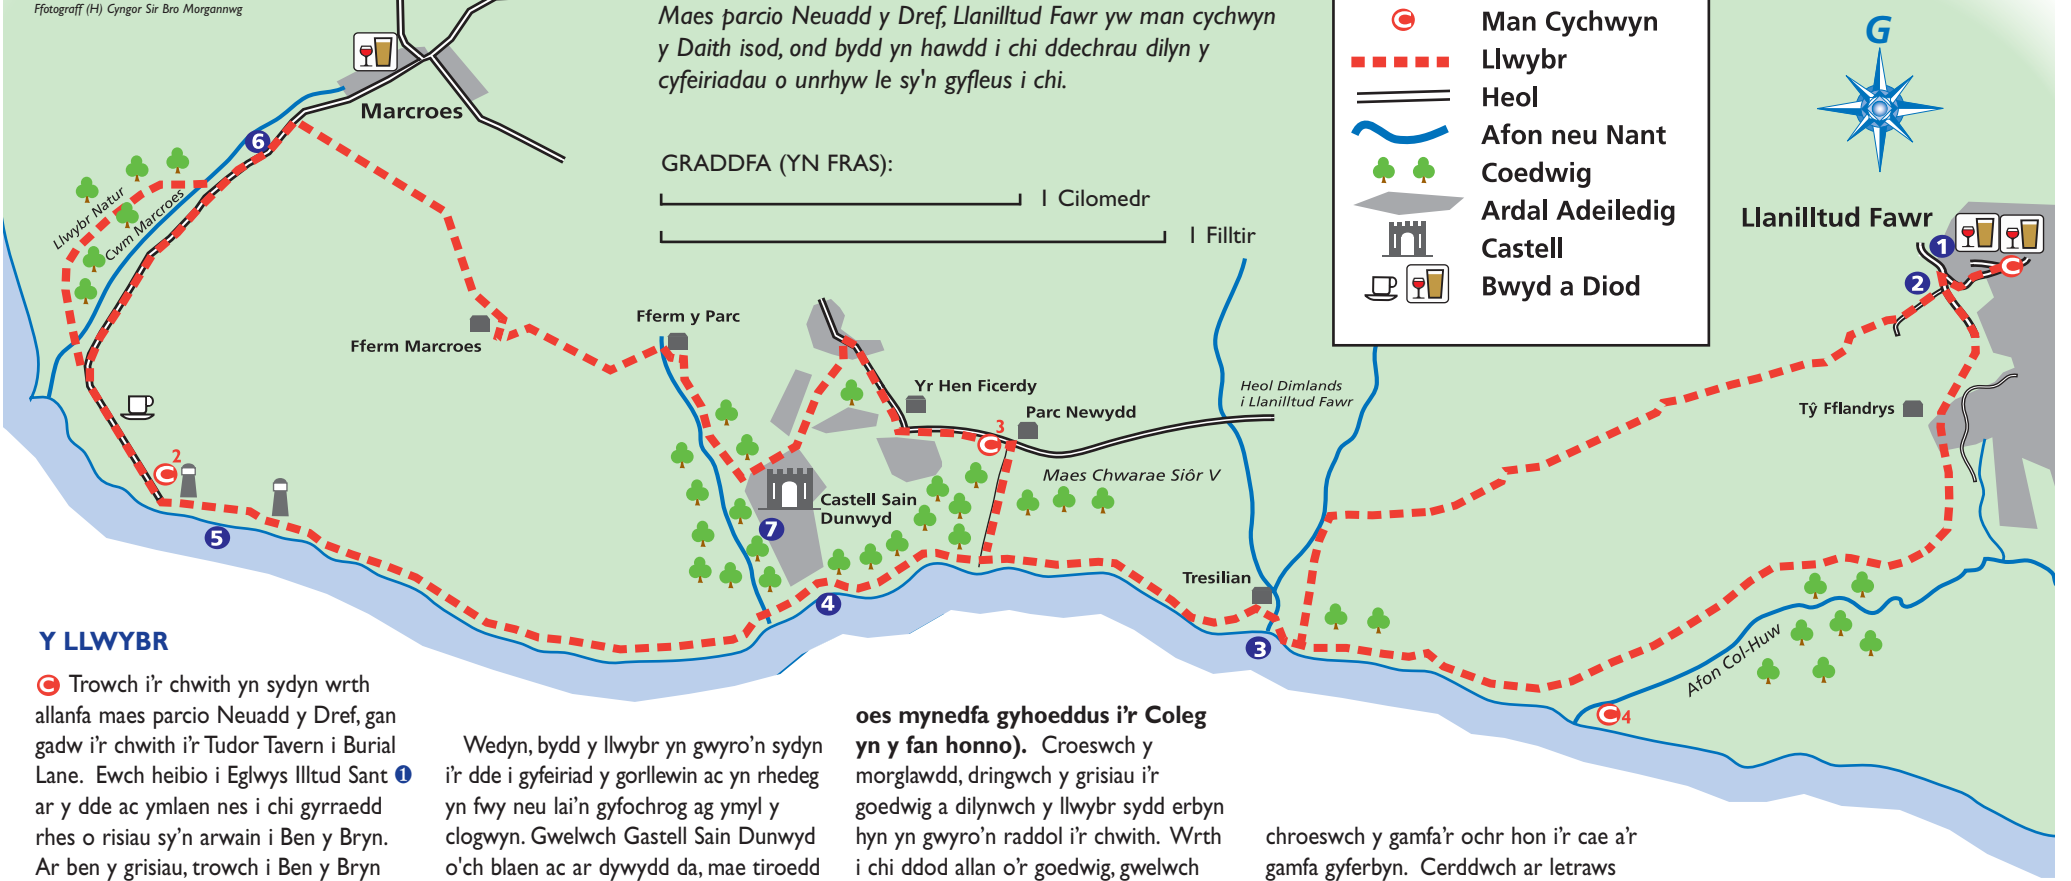 Ffotograff (H) Cyngor Sir Bro Morgannwg
Maes parcio Neuadd y Dref, Llanilltud Fawr yw man cychwyn
y Daith isod, ond bydd yn hawdd i chi ddechrau dilyn y
cyfeiriadau o unrhyw le sy'n gyfleus i chi.
GRADDFA (YN FRAS):
1 Cilomedr
1 Filltir
C Man Cychwyn
Llwybr
Heol
Afon neu Nant
Coedwig
Ardal Adeiledig
Castell
Bwyd a Diod
G
Marcroes
6
Llwybr Natur
Cwm Marcroes
Fferm Marcroes
Fferm y Parc
Yr Hen Ficerdy
Parc Newydd
C 3
Heol Dimlands
i Llanilltud Fawr
Maes Chwarae Siôr V
Castell Sain
Dunwyd
7
C 2
5
4
Tresilian
3
Llanilltud Fawr
1
2
C
Tŷ Fflandrys
Afon Col-Huw
C 4
Y LLWYBR
C Trowch i'r chwith yn sydyn wrth
allanfa maes parcio Neuadd y Dref, gan
gadw i'r chwith i'r Tudor Tavern i Burial
Lane. Ewch heibio i Eglwys Illtud Sant 1
ar y dde ac ymlaen nes i chi gyrraedd
rhes o risiau sy'n arwain i Ben y Bryn.
Ar ben y grisiau, trowch i Ben y Bryn
Wedyn, bydd y llwybr yn gwyro'n sydyn
i'r dde i gyfeiriad y gorllewin ac yn rhedeg
yn fwy neu lai'n gyfochrog ag ymyl y
clogwyn. Gwelwch Gastell Sain Dunwyd
o'ch blaen ac ar dywydd da, mae tiroedd
oes mynedfa gyhoeddus i'r Coleg
yn y fan honno). Croeswch y
morglawdd, dringwch y grisiau i'r
goedwig a dilynwch y llwybr sydd erbyn
hyn yn gwyro'n raddol i'r chwith. Wrth
i chi ddod allan o'r goedwig, gwelwch
chroeswch y gamfa'r ochr hon i'r cae a'r
gamfa gyferbyn. Cerddwch ar letraws